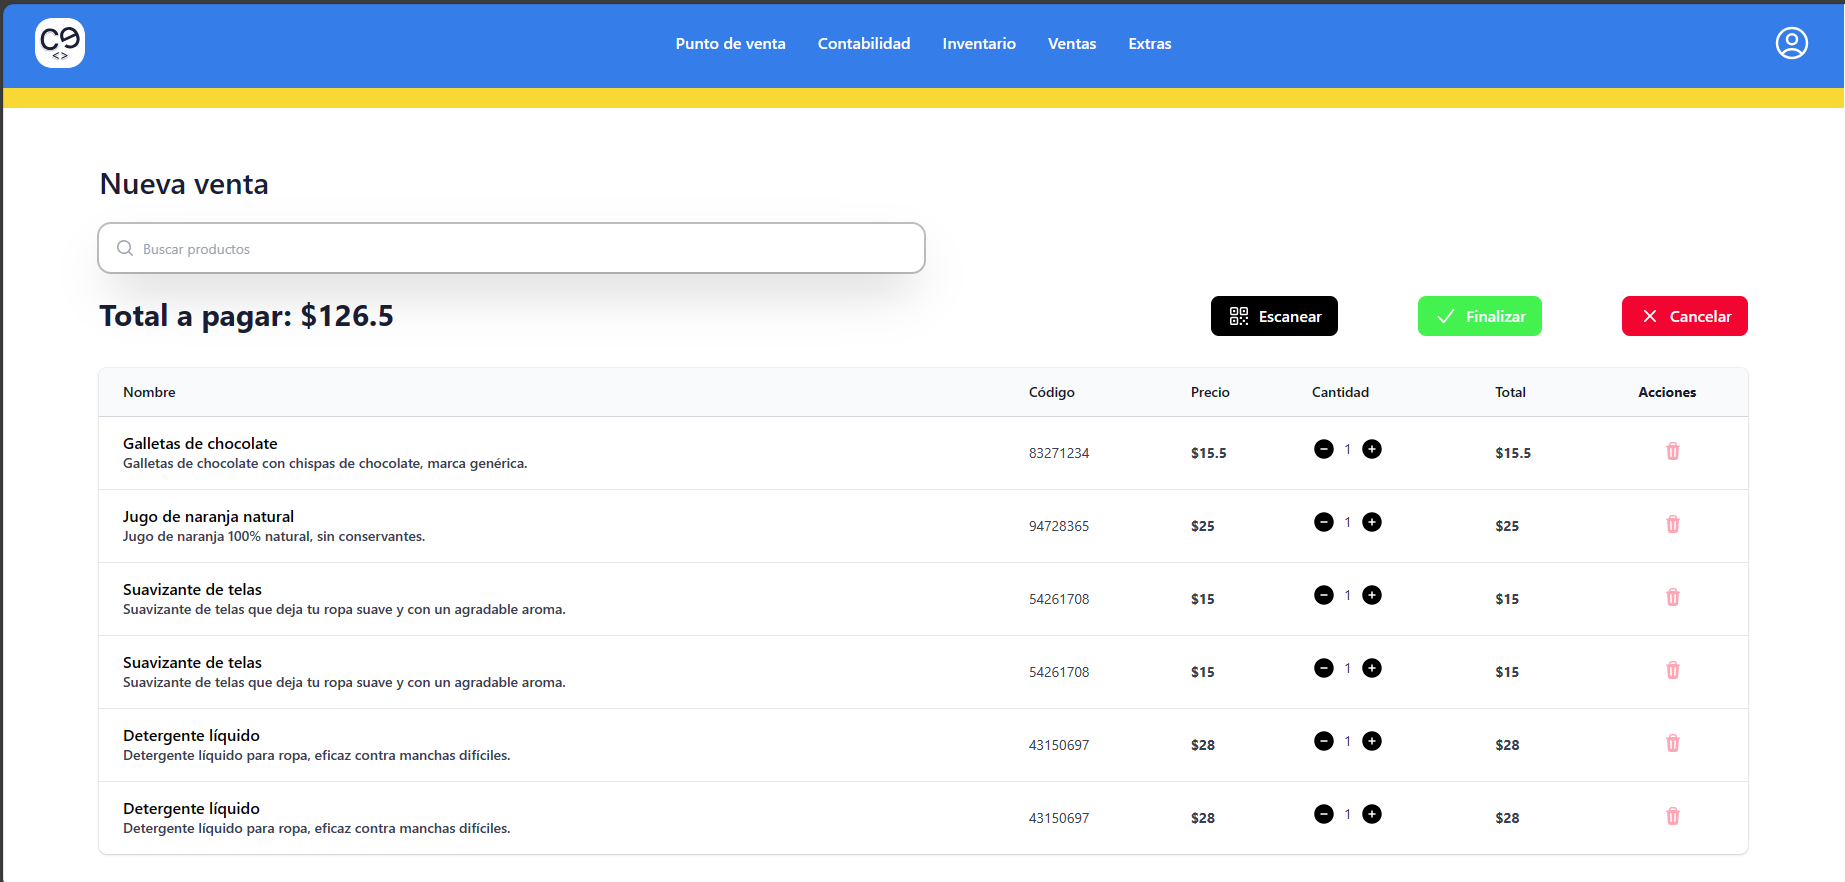 ce
<>
Punto de venta Contabilidad Inventario Ventas Extras
Nueva venta
Buscar productos
Total a pagar: $126.5
Escanear Finalizar Cancelar
Nombre Código Precio Cantidad Total Acciones
Galletas de chocolate
Galletas de chocolate con chispas de chocolate, marca genérica.
83271234 $15.5 1 $15.5
Jugo de naranja natural
Jugo de naranja 100% natural, sin conservantes.
94728365 $25 1 $25
Suavizante de telas
Suavizante de telas que deja tu ropa suave y con un agradable aroma.
54261708 $15 1 $15
Suavizante de telas
Suavizante de telas que deja tu ropa suave y con un agradable aroma.
54261708 $15 1 $15
Detergente líquido
Detergente líquido para ropa, eficaz contra manchas difíciles.
43150697 $28 1 $28
Detergente líquido
Detergente líquido para ropa, eficaz contra manchas difíciles.
43150697 $28 1 $28